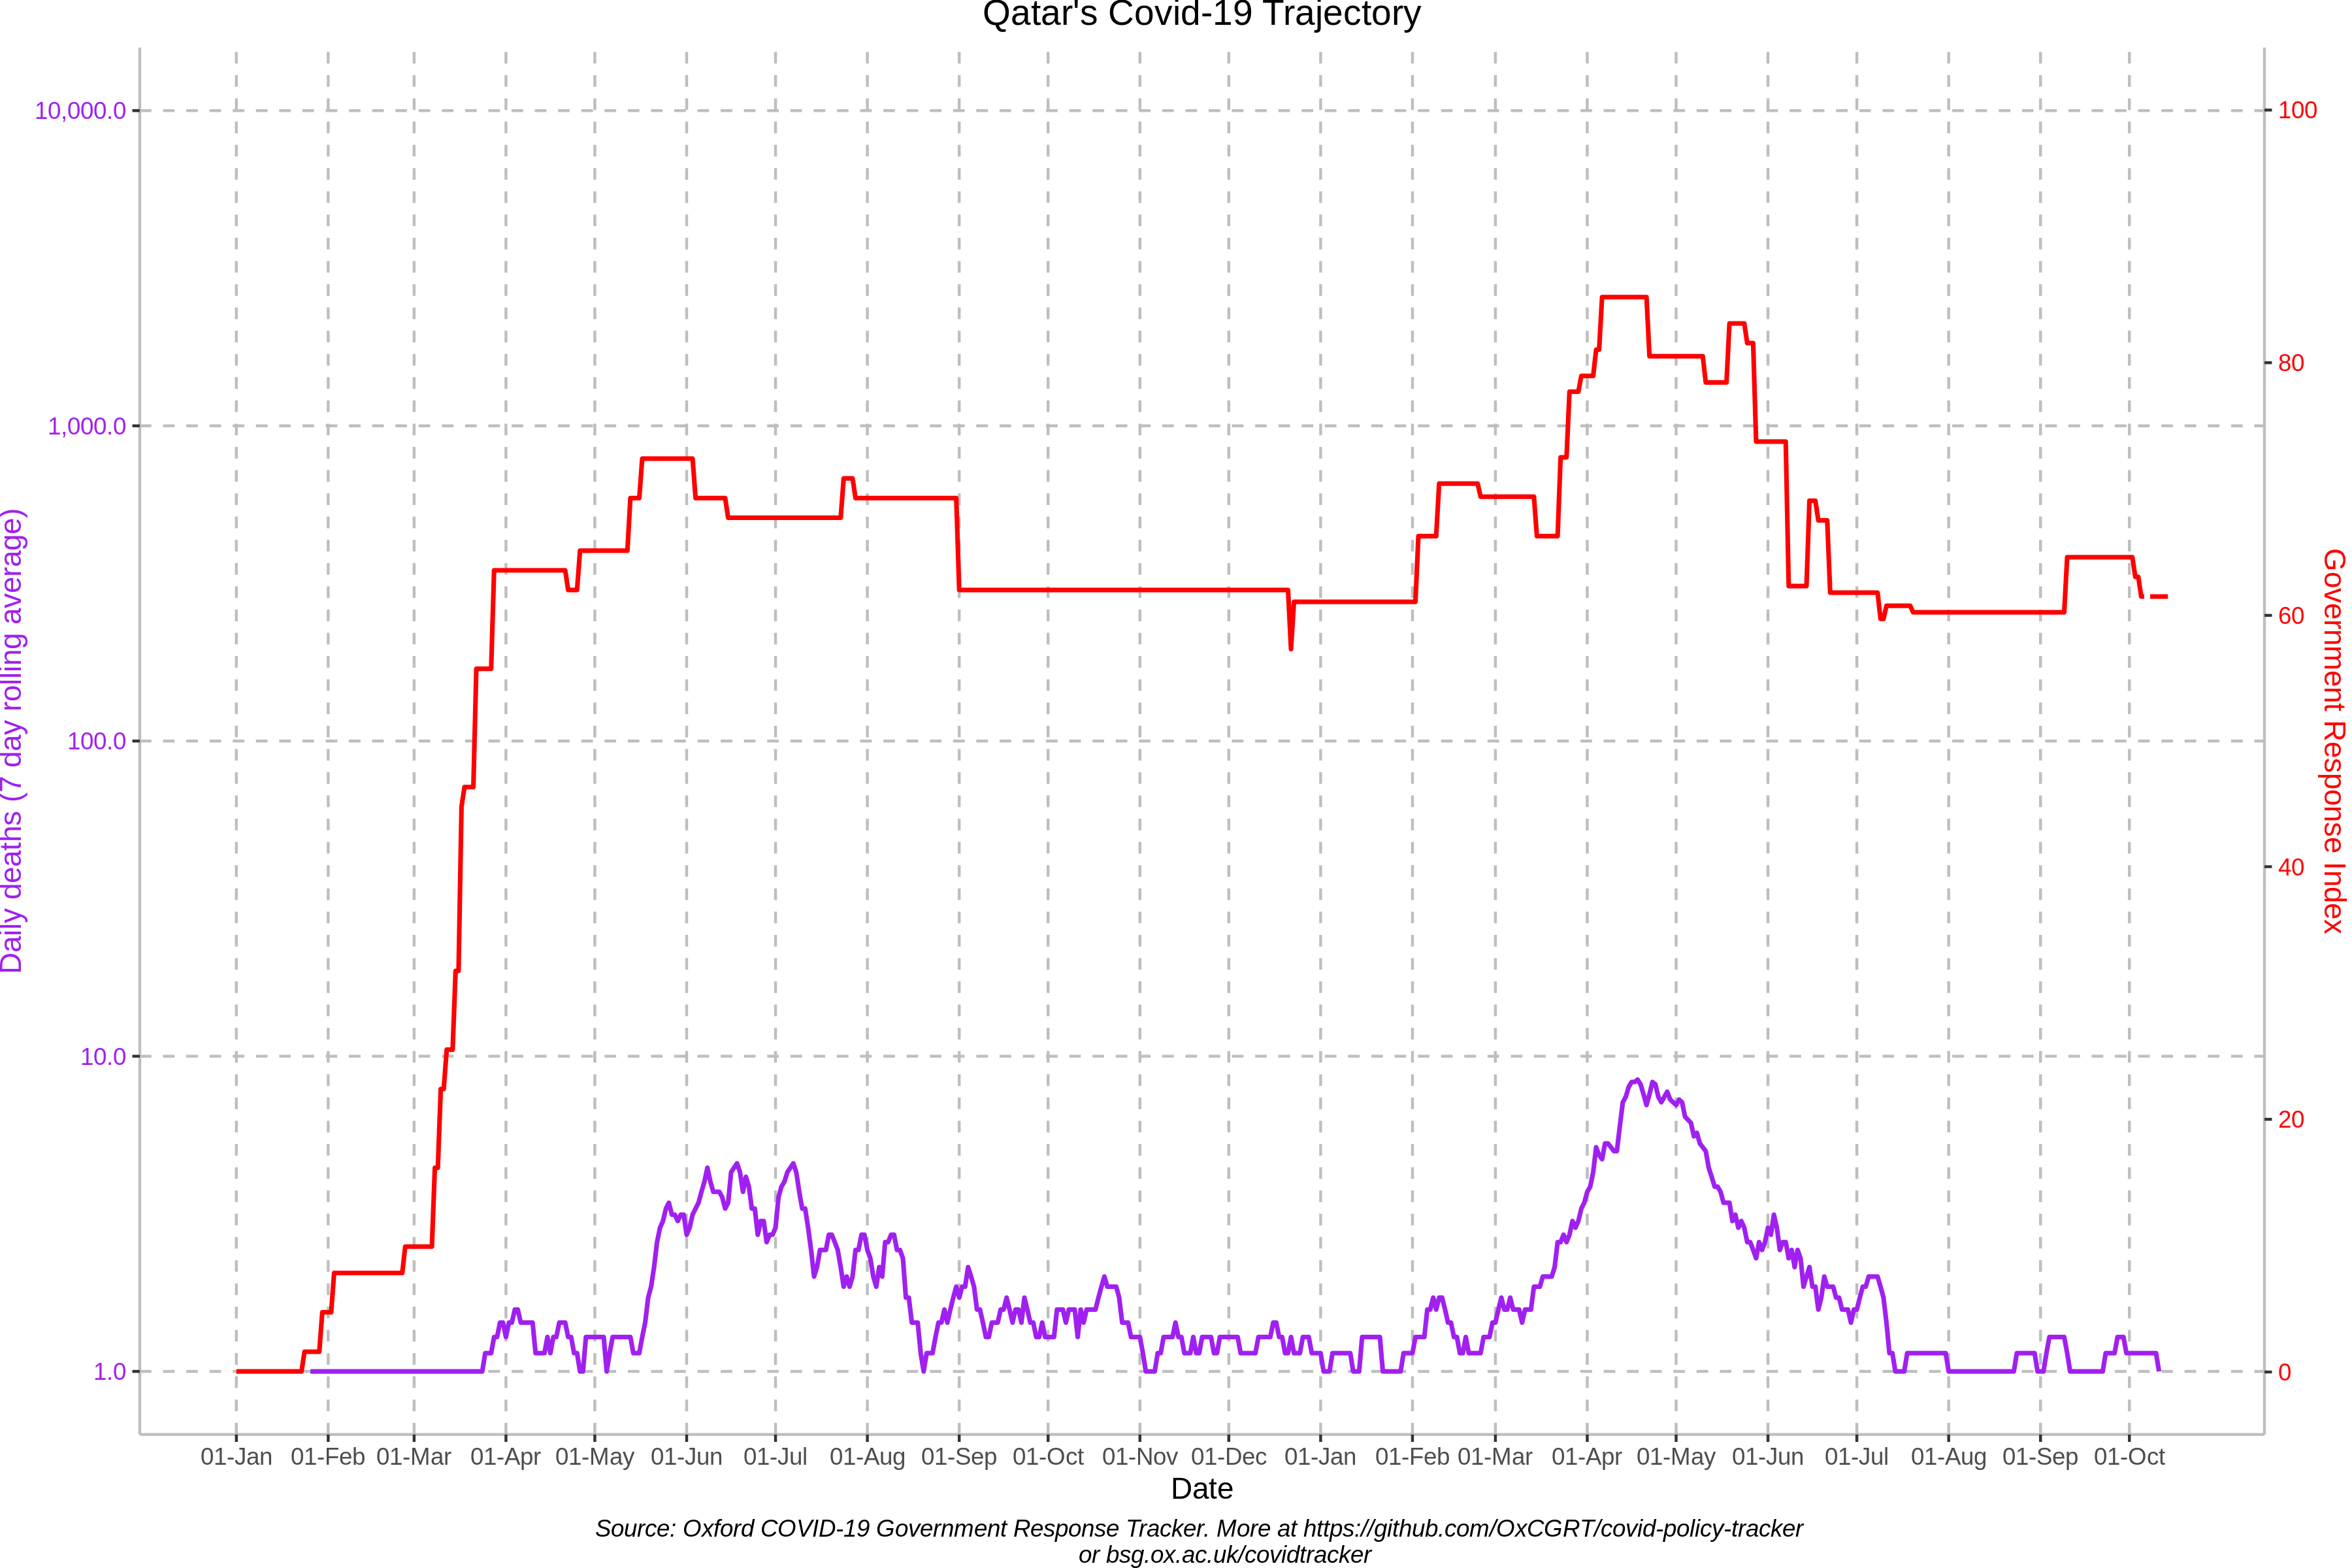 Qatar's Covid-19 Trajectory
10,000.0
1,000.0
100.0
10.0
1.0
Daily deaths (7 day rolling average)
100
80
60
40
20
0
Government Response Index
01-Jan 01-Feb 01-Mar 01-Apr 01-May 01-Jun 01-Jul 01-Aug 01-Sep 01-Oct 01-Nov 01-Dec 01-Jan 01-Feb 01-Mar 01-Apr 01-May 01-Jun 01-Jul 01-Aug 01-Sep 01-Oct
Date
Source: Oxford COVID-19 Government Response Tracker. More at https://github.com/OxCGRT/covid-policy-tracker
or bsg.ox.ac.uk/covidtracker